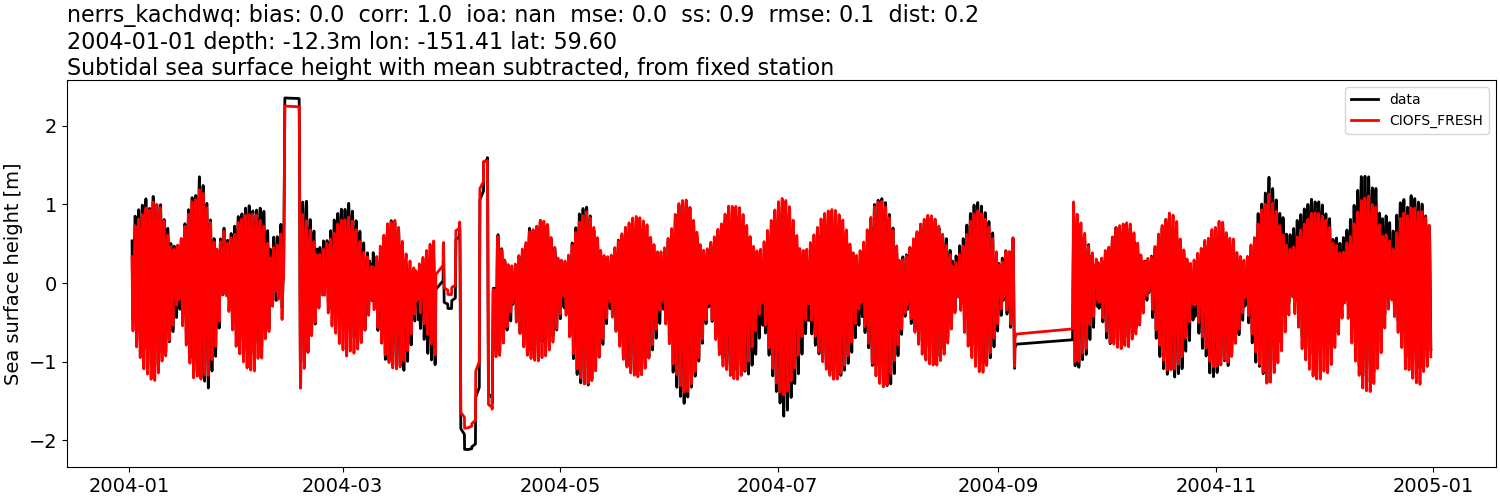 nerrs_kachdwq: bias: 0.0  corr: 1.0  ioa: nan  mse: 0.0  ss: 0.9  rmse: 0.1  dist: 0.2
2004-01-01 depth: -12.3m lon: -151.41 lat: 59.60
Subtidal sea surface height with mean subtracted, from fixed station
data
CIOFS_FRESH
Sea surface height [m]
2
1
0
−1
−2
2004-01
2004-03
2004-05
2004-07
2004-09
2004-11
2005-01